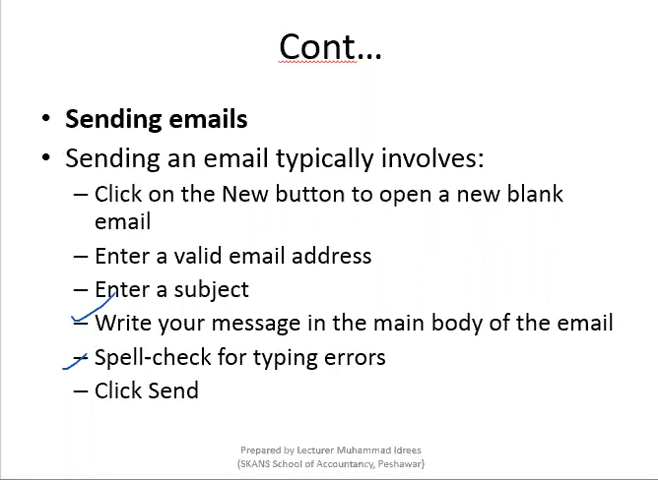 Cont...
• Sending emails
• Sending an email typically involves:
– Click on the New button to open a new blank
email
– Enter a valid email address
– Enter a subject
– Write your message in the main body of the email
– Spell-check for typing errors
– Click Send
Prepared by Lecturer Muhammad Idrees
(SKANS School of Accountancy, Peshawar}